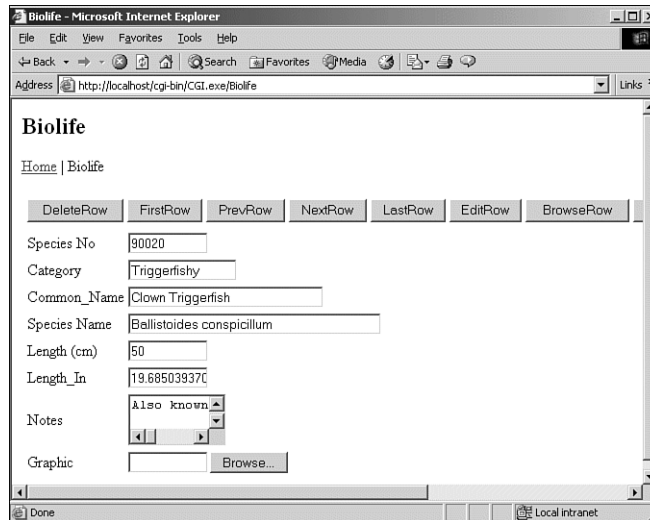 Biolife - Microsoft Internet Explorer
File Edit View Favorites Tools Help
Back Search Favorites Media
Address http://localhost/cgi-bin/CGI.exe/Biolife Links
Biolife
Home | Biolife
DeleteRow FirstRow PrevRow NextRow LastRow EditRow BrowseRow
Species No 90020
Category Triggerfishy
Common_Name Clown Triggerfish
Species Name Ballistoides conspicillum
Length (cm) 50
Length_In 19.685039370
Notes Also known
Graphic Browse...
Done Local intranet